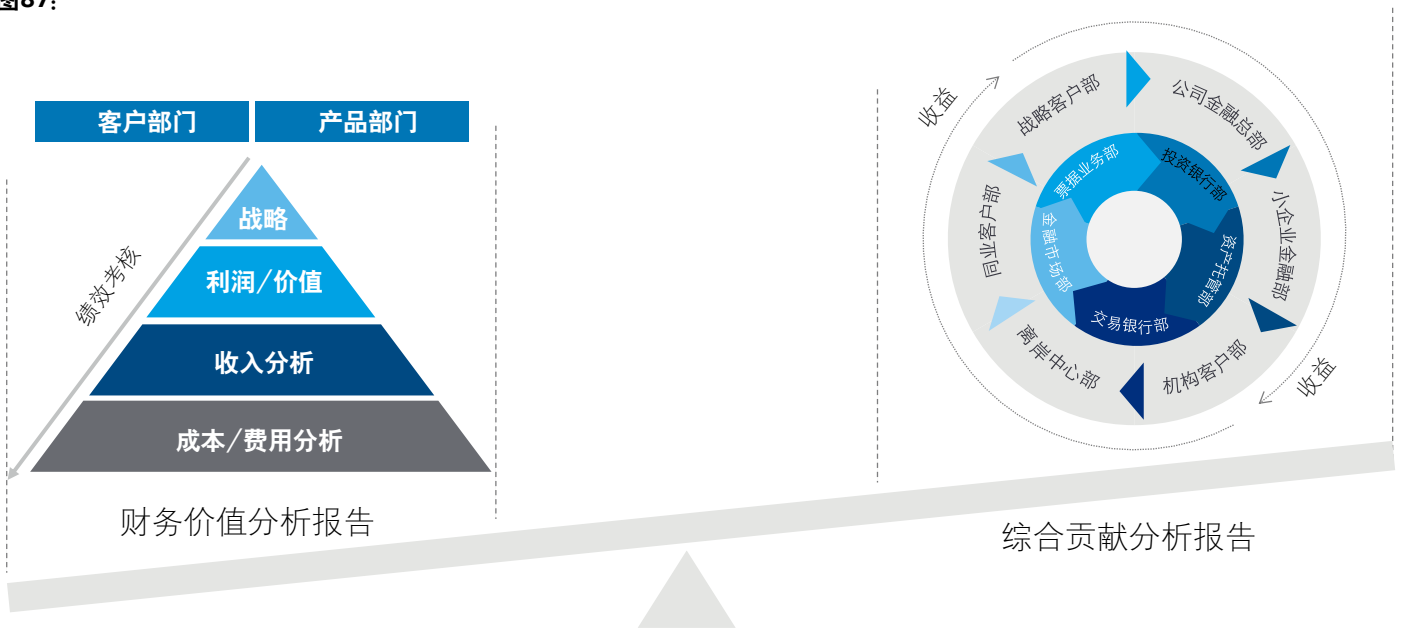 图87：
客户部门
产品部门
绩效考核
战略
利润/价值
收入分析
成本/费用分析
财务价值分析报告
收益
战略客户部
公司金融总部
小企业金融部
机构客户部
离岸中心部
同业客户部
票据业务部
投资银行部
资产托管部
交易银行部
金融市场部
收益
综合贡献分析报告